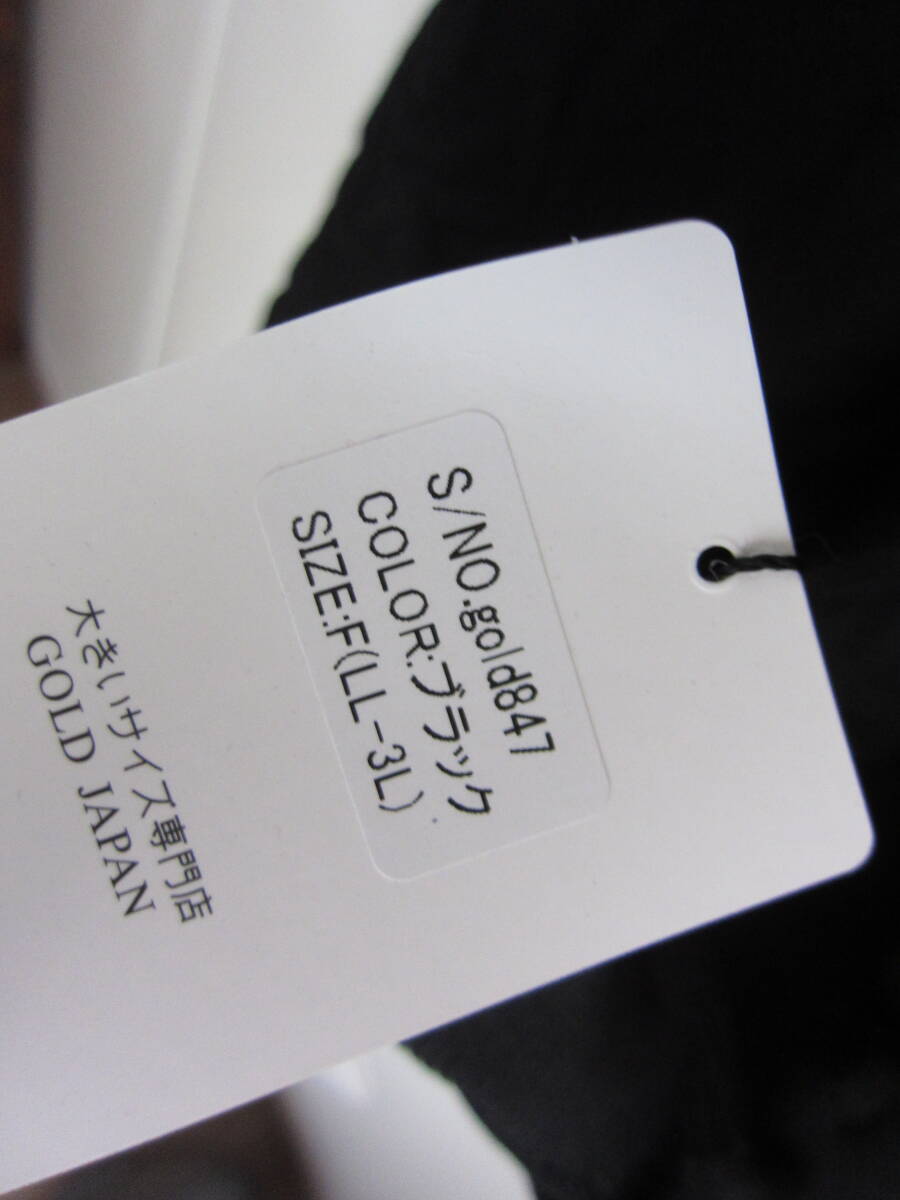 S/NO.gold847
COLOR:ブラック
SIZE:F(LL-3L)
大きいサイズ専門店
GOLD JAPAN